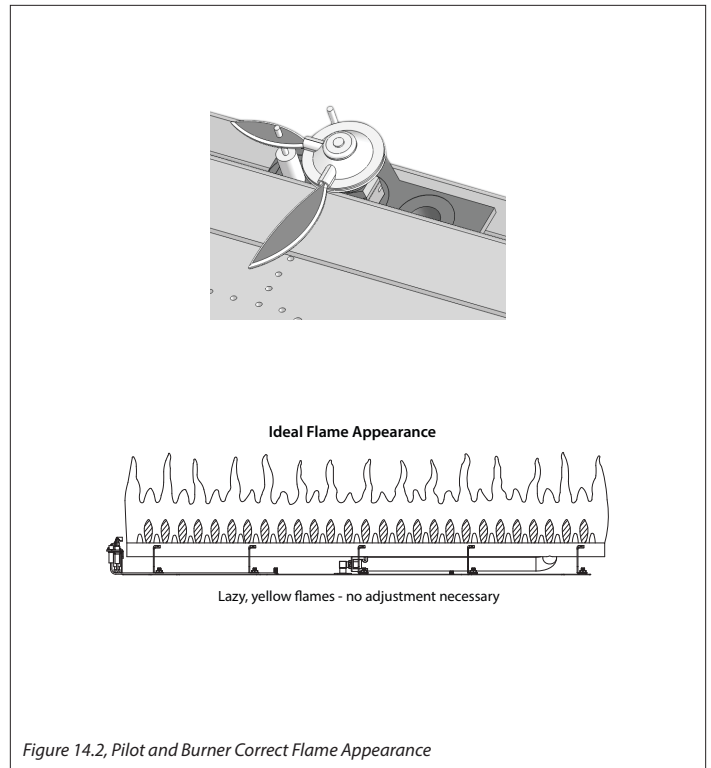 Ideal Flame Appearance
Lazy, yellow flames - no adjustment necessary
Figure 14.2, Pilot and Burner Correct Flame Appearance